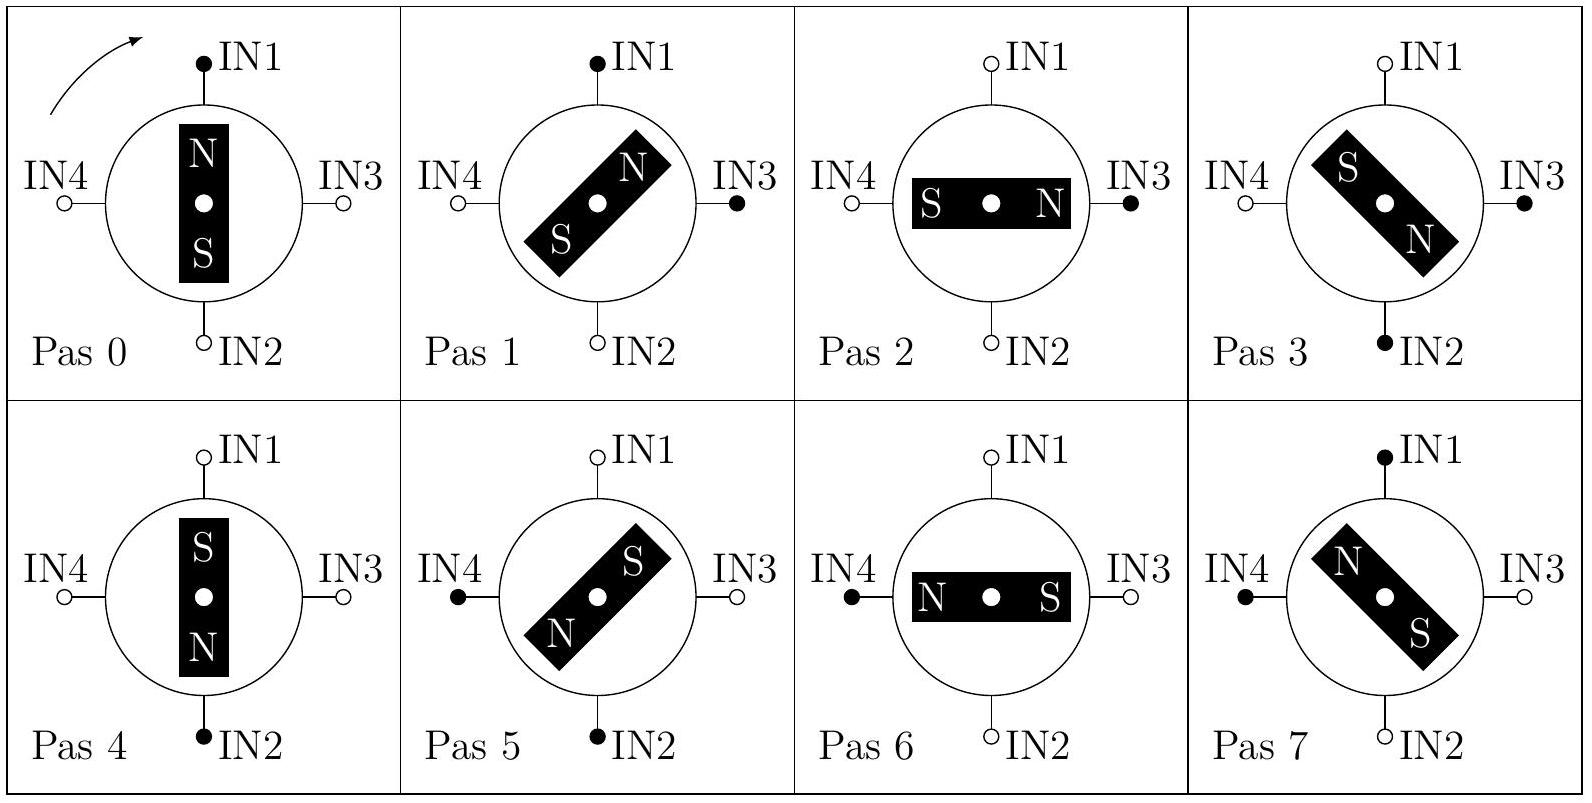 IN1
N
IN4
IN3
S
Pas 0
IN2
IN1
N
IN4
IN3
S
Pas 1
IN2
IN1
IN4
IN3
S
N
Pas 2
IN2
IN1
S
IN4
IN3
N
Pas 3
IN2
IN1
S
IN4
IN3
N
Pas 4
IN2
IN1
S
IN4
IN3
N
Pas 5
IN2
IN1
IN4
IN3
N
S
Pas 6
IN2
IN1
N
IN4
IN3
S
Pas 7
IN2